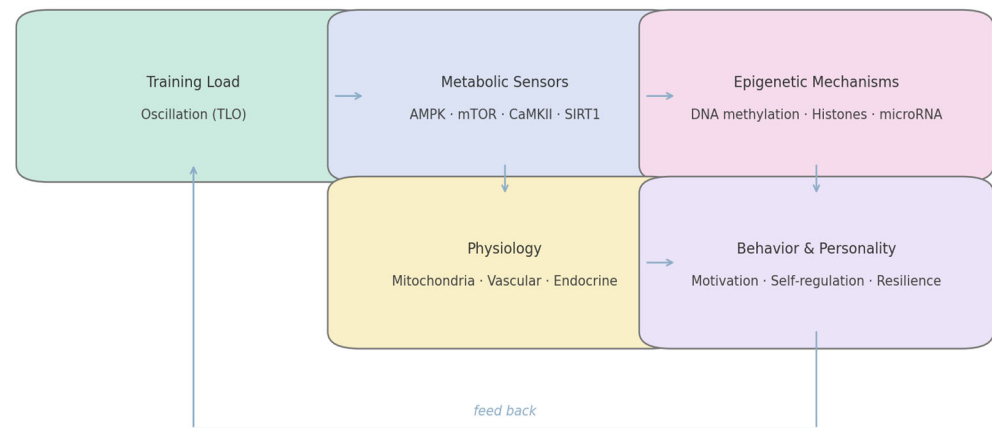 Training Load
Oscillation (TLO)
Metabolic Sensors
AMPK · mTOR · CaMKII · SIRT1
Epigenetic Mechanisms
DNA methylation · Histones · microRNA
Physiology
Mitochondria · Vascular · Endocrine
Behavior & Personality
Motivation · Self-regulation · Resilience
feed back